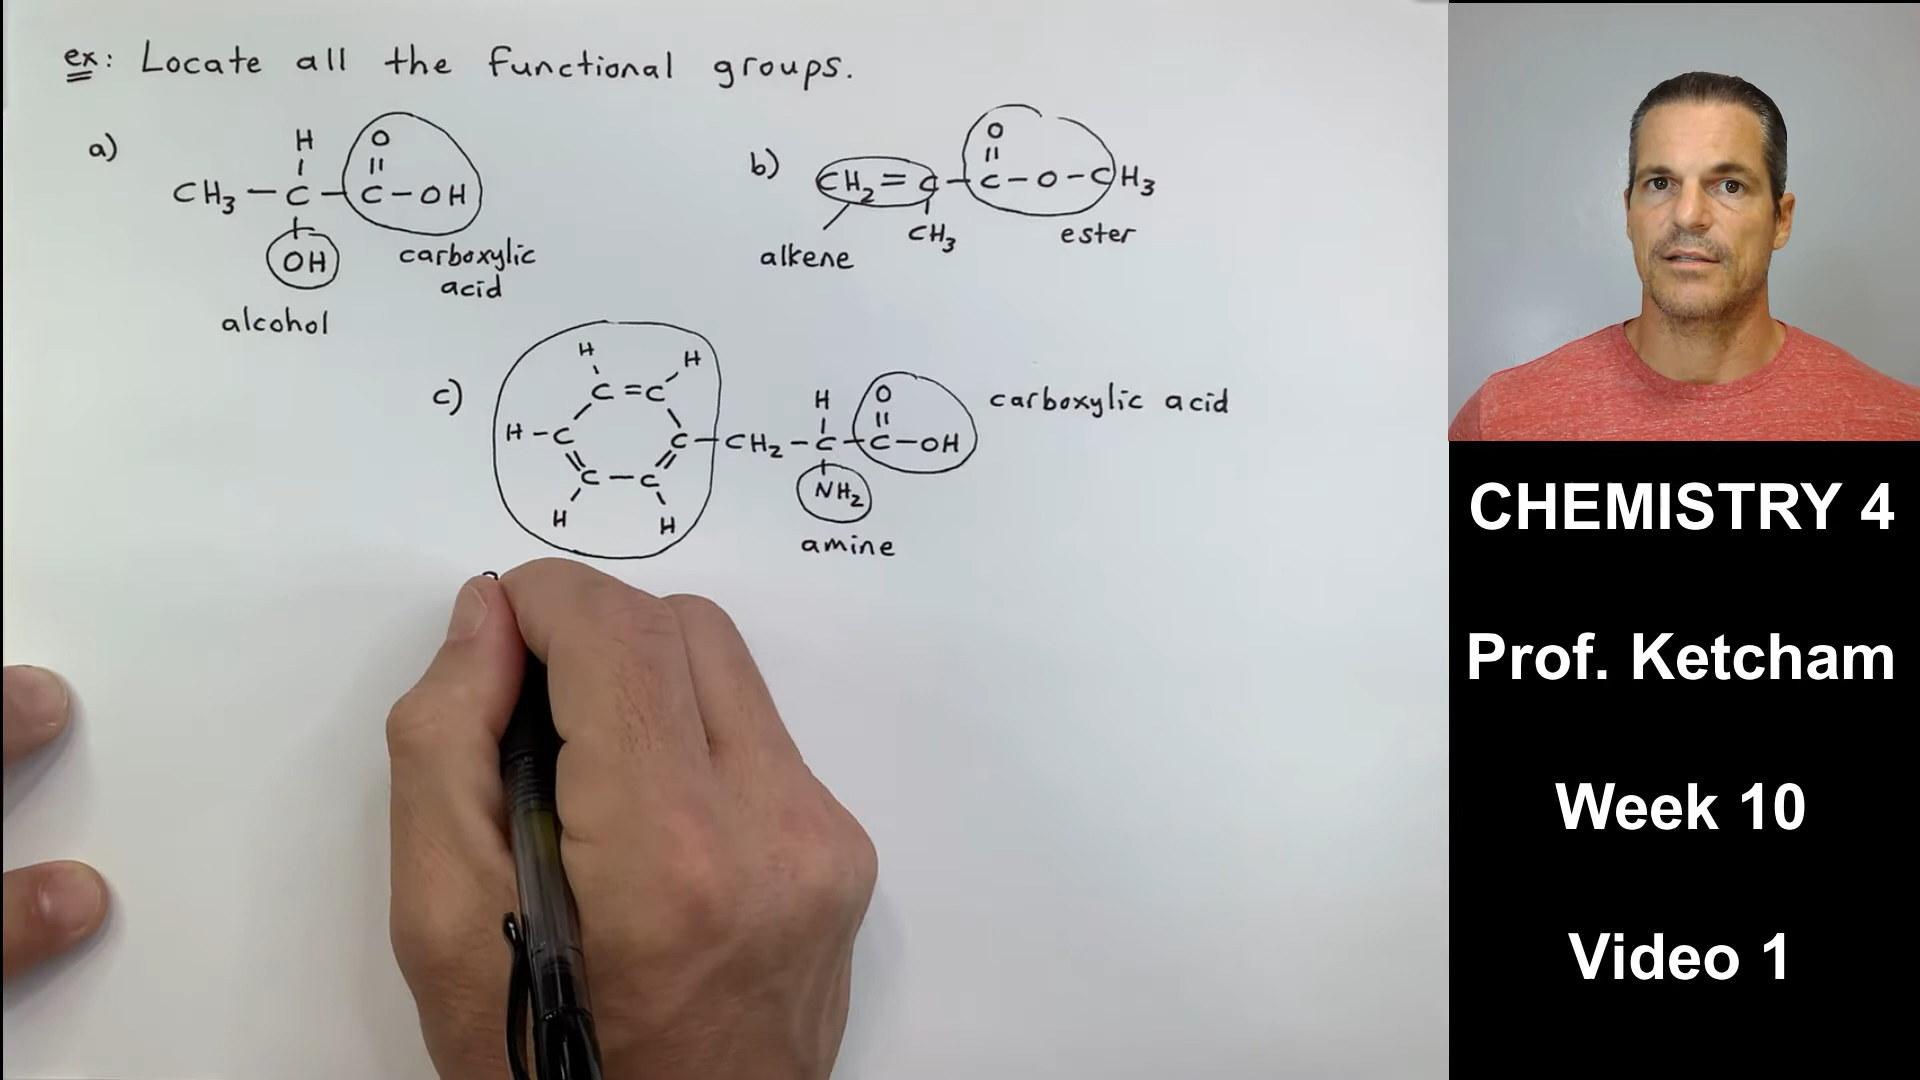 ex: Locate all the functional groups.
a)
H O
||
CH₃ — C — C — OH
OH
carboxylic
acid
alcohol
b)
O
||
CH₂ = C — C — O — CH₃
CH₃
ester
alkene
c)
H H
C = C
H — C C — CH₂ — C — C — OH
H O
||
C — C
NH₂
H H
carboxylic acid
amine
CHEMISTRY 4
Prof. Ketcham
Week 10
Video 1